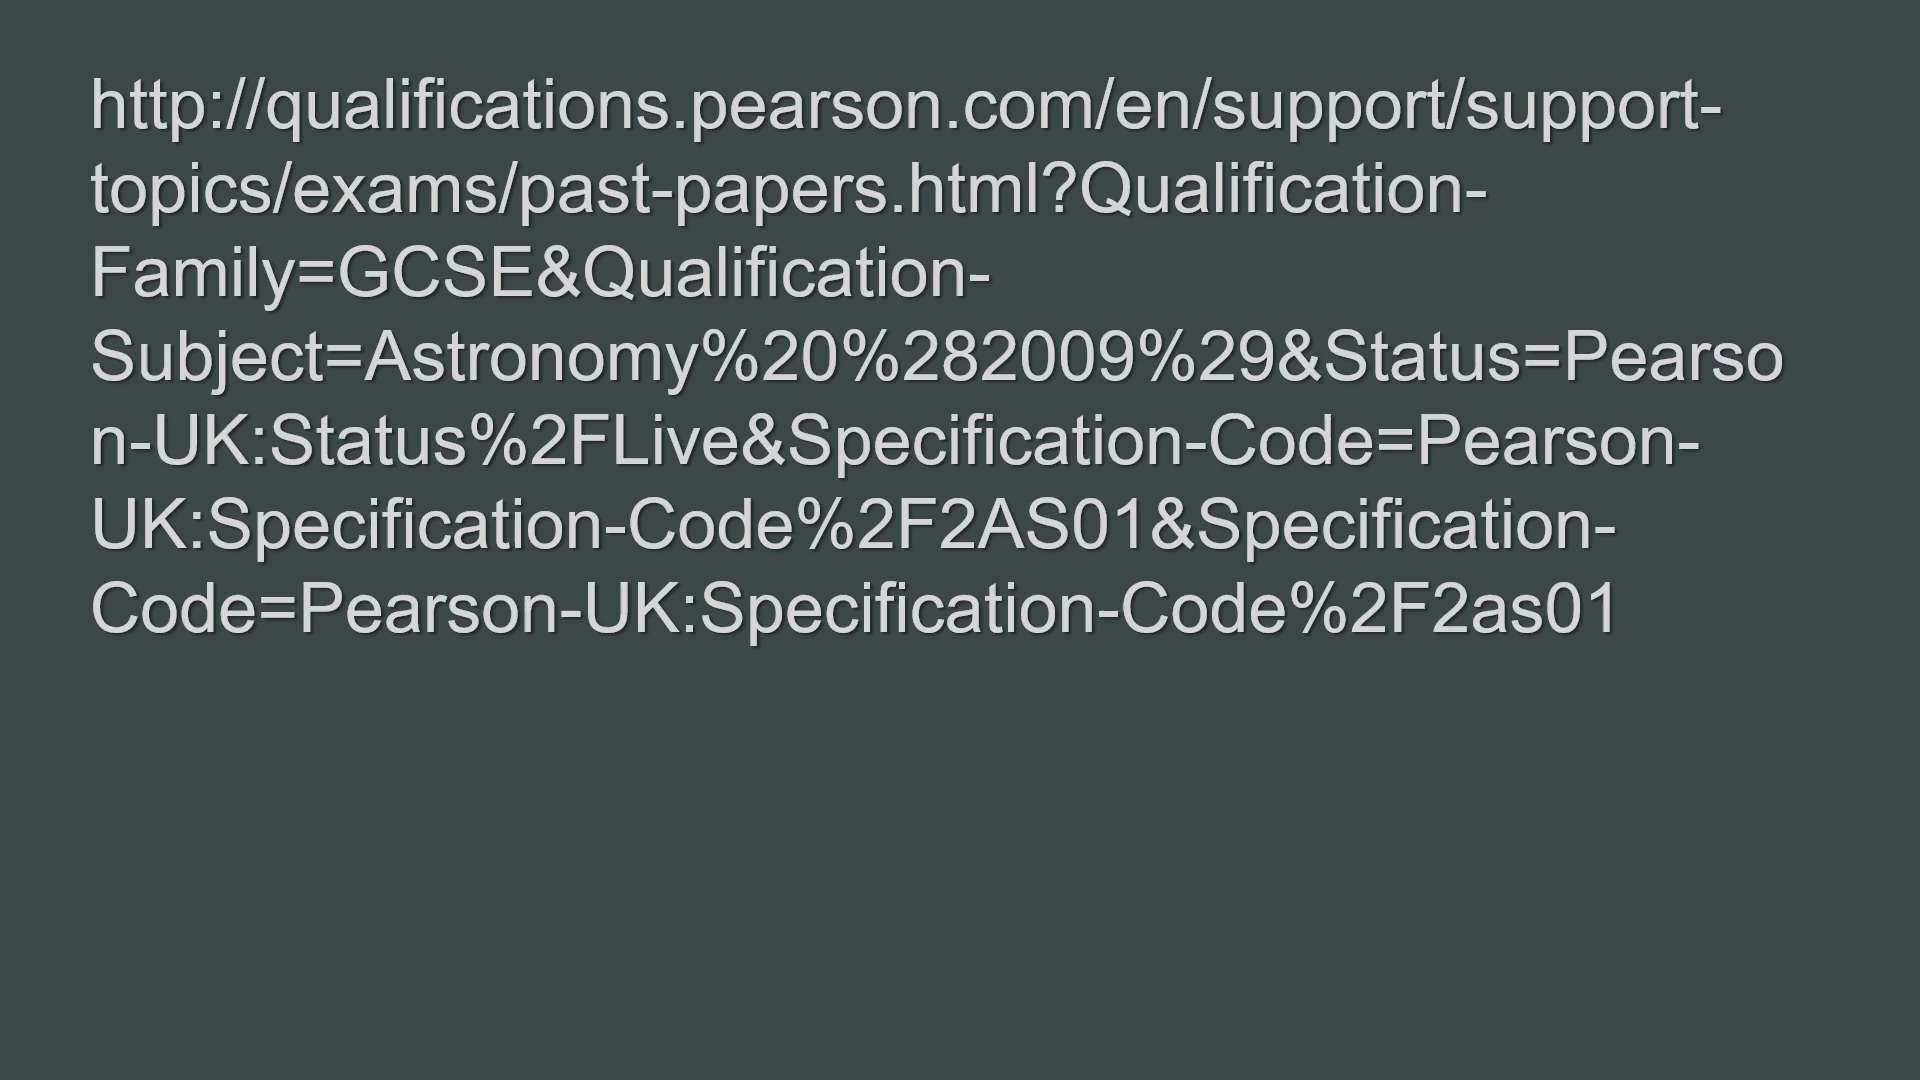 http://qualifications.pearson.com/en/support/support-
topics/exams/past-papers.html?Qualification-
Family=GCSE&Qualification-
Subject=Astronomy%20%282009%29&Status=Pearso
n-UK:Status%2FLive&Specification-Code=Pearson-
UK:Specification-Code%2F2AS01&Specification-
Code=Pearson-UK:Specification-Code%2F2as01